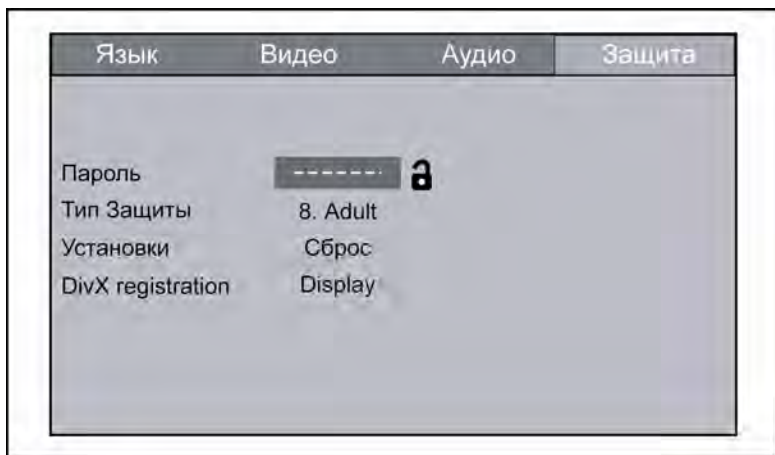 Язык Видео Аудио Защита
Пароль -------
Тип Защиты 8. Adult
Установки Сброс
DivX registration Display